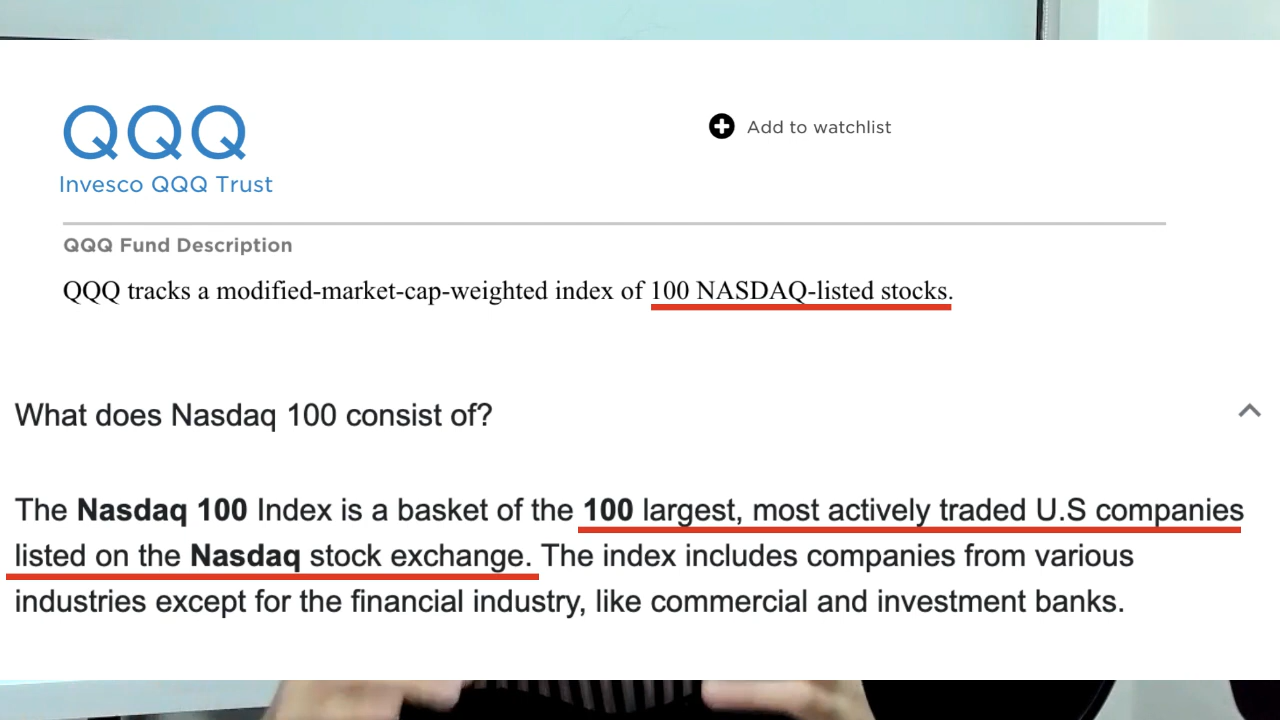 QQQ
Add to watchlist
Invesco QQQ Trust
QQQ Fund Description
QQQ tracks a modified-market-cap-weighted index of 100 NASDAQ-listed stocks.
What does Nasdaq 100 consist of?
The Nasdaq 100 Index is a basket of the 100 largest, most actively traded U.S companies
listed on the Nasdaq stock exchange. The index includes companies from various
industries except for the financial industry, like commercial and investment banks.